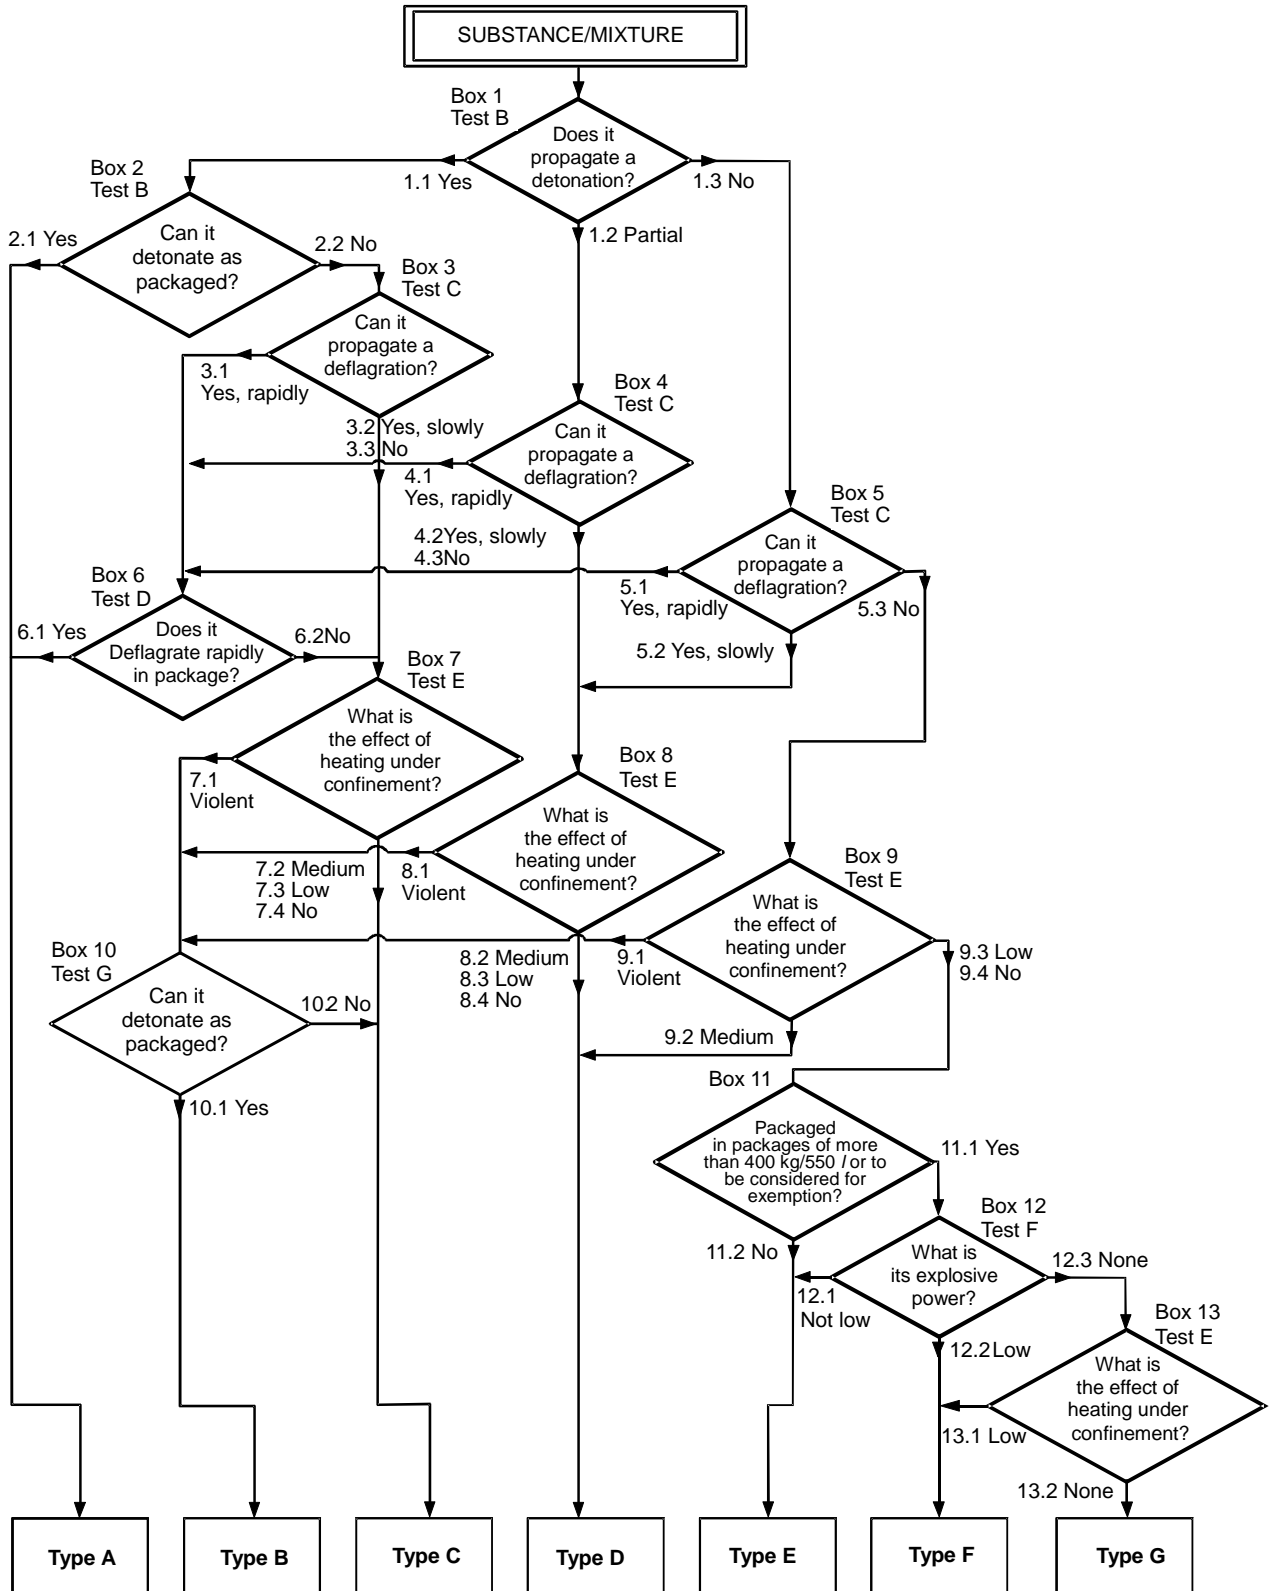 SUBSTANCE/MIXTURE
Box 1
Test B
Does it
propagate a
detonation?
1.1 Yes
1.3 No
1.2 Partial
Box 2
Test B
Can it
detonate as
packaged?
2.1 Yes
2.2 No
Box 3
Test C
Can it
propagate a
deflagration?
3.1
Yes, rapidly
3.2 Yes, slowly
3.3 No
Box 4
Test C
Can it
propagate a
deflagration?
4.1
Yes, rapidly
4.2Yes, slowly
4.3No
Box 5
Test C
Can it
propagate a
deflagration?
5.1
Yes, rapidly
5.3 No
5.2 Yes, slowly
Box 6
Test D
Does it
Deflagrate rapidly
in package?
6.1 Yes
6.2No
Box 7
Test E
What is
the effect of
heating under
confinement?
7.1
Violent
7.2 Medium
7.3 Low
7.4 No
Box 8
Test E
What is
the effect of
heating under
confinement?
8.1
Violent
8.2 Medium
8.3 Low
8.4 No
Box 9
Test E
What is
the effect of
heating under
confinement?
9.1
Violent
9.3 Low
9.4 No
9.2 Medium
Box 10
Test G
Can it
detonate as
packaged?
10.2 No
10.1 Yes
Box 11
Packaged
in packages of more
than 400 kg/550 l or to
be considered for
exemption?
11.1 Yes
11.2 No
Box 12
Test F
What is
its explosive
power?
12.1
Not low
12.3 None
12.2Low
Box 13
Test E
What is
the effect of
heating under
confinement?
13.1 Low
13.2 None
Type A
Type B
Type C
Type D
Type E
Type F
Type G